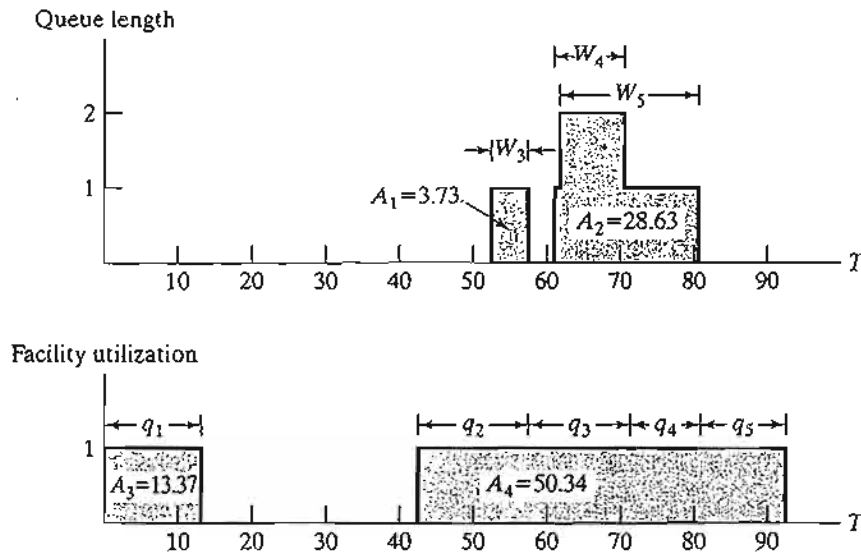 Queue length
W₄
W₅
2
W₃
1
A₁=3.73
A₂=28.63
10 20 30 40 50 60 70 80 90 T
Facility utilization
q₁ q₂ q₃ q₄ q₅
1
A₃=13.37 A₄=50.34
10 20 30 40 50 60 70 80 90 T